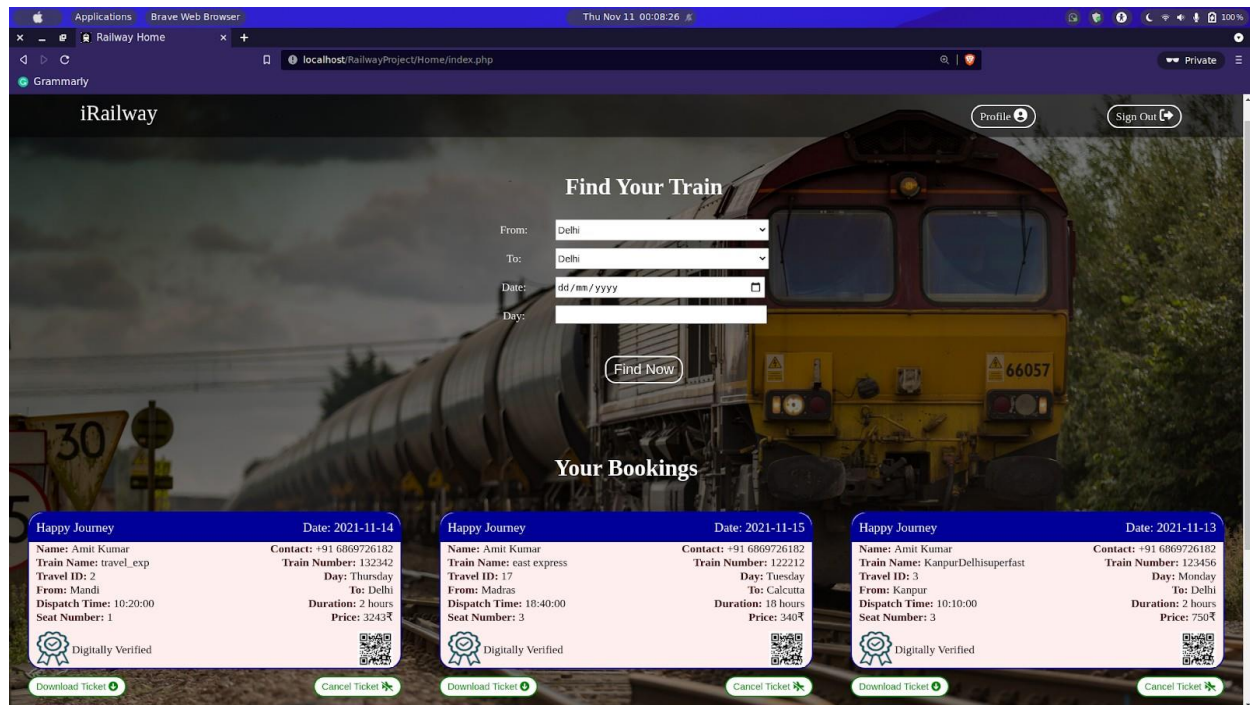 Applications Brave Web Browser Thu Nov 11 00:08:26 100%
Railway Home
localhost/RailwayProject/Home/index.php Private
Grammarly
iRailway Profile Sign Out
Find Your Train
From: Delhi
To: Delhi
Date: dd/mm/yyyy
Day:
Find Now
66057
30
5
Your Bookings
Happy Journey Date: 2021-11-14
Name: Amit Kumar Contact: +91 6869726182
Train Name: travel_exp Train Number: 132342
Travel ID: 2 Day: Thursday
From: Mandi To: Delhi
Dispatch Time: 10:20:00 Duration: 2 hours
Seat Number: 1 Price: 3243₹
Digitally Verified
Download Ticket Cancel Ticket
Happy Journey Date: 2021-11-15
Name: Amit Kumar Contact: +91 6869726182
Train Name: east express Train Number: 122212
Travel ID: 17 Day: Tuesday
From: Madras To: Calcutta
Dispatch Time: 18:40:00 Duration: 18 hours
Seat Number: 3 Price: 340₹
Digitally Verified
Download Ticket Cancel Ticket
Happy Journey Date: 2021-11-13
Name: Amit Kumar Contact: +91 6869726182
Train Name: KanpurDelhisuperfast Train Number: 123456
Travel ID: 3 Day: Monday
From: Kanpur To: Delhi
Dispatch Time: 10:10:00 Duration: 2 hours
Seat Number: 3 Price: 750₹
Digitally Verified
Download Ticket Cancel Ticket